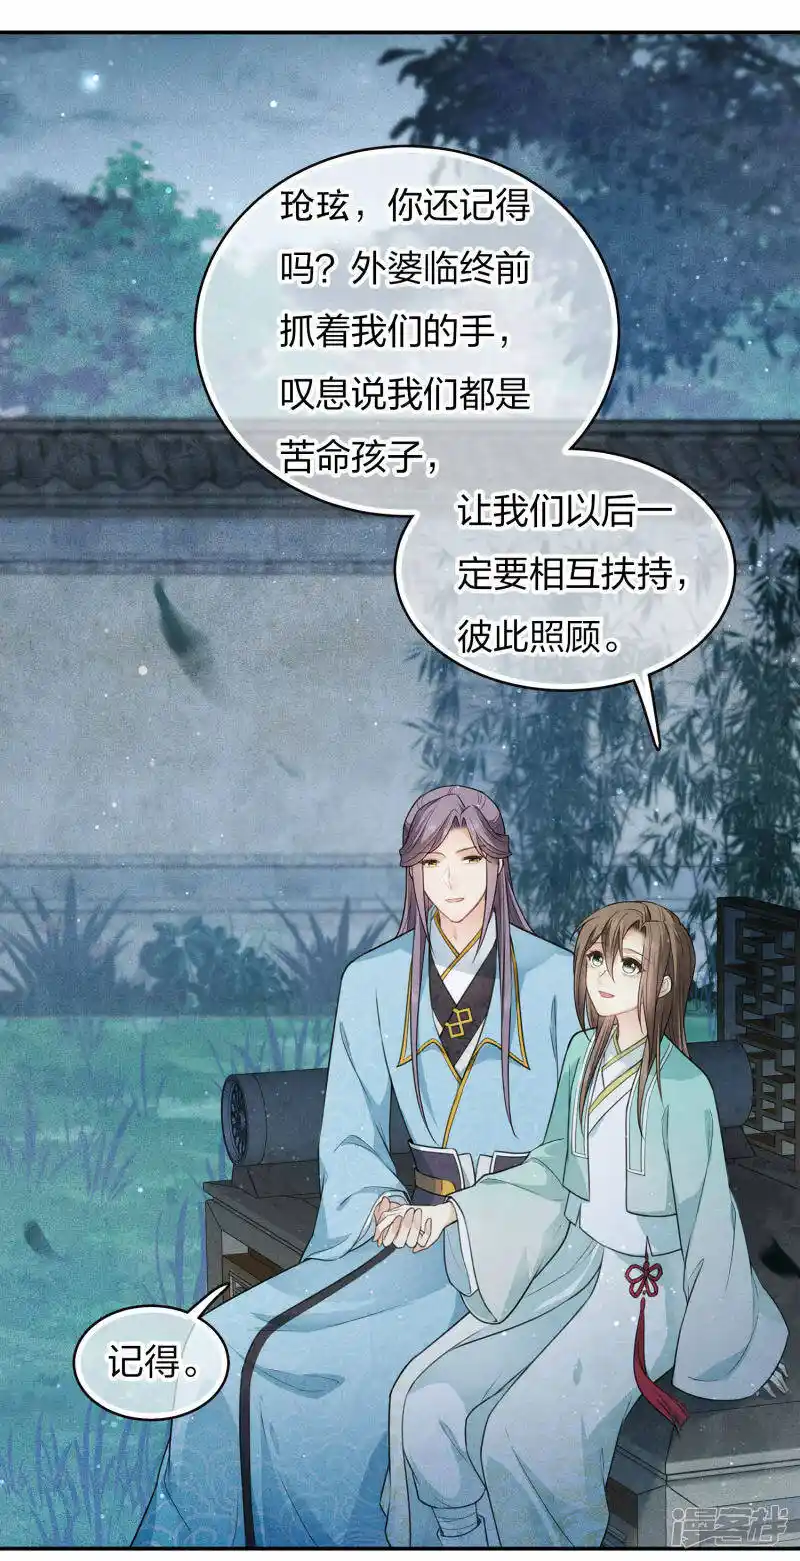 玱玹，你还记得
吗？外婆临终前
抓着我们的手，
叹息说我们都是
苦命孩子，
让我们以后一
定要相互扶持，
彼此照顾。
记得。
漫客栈